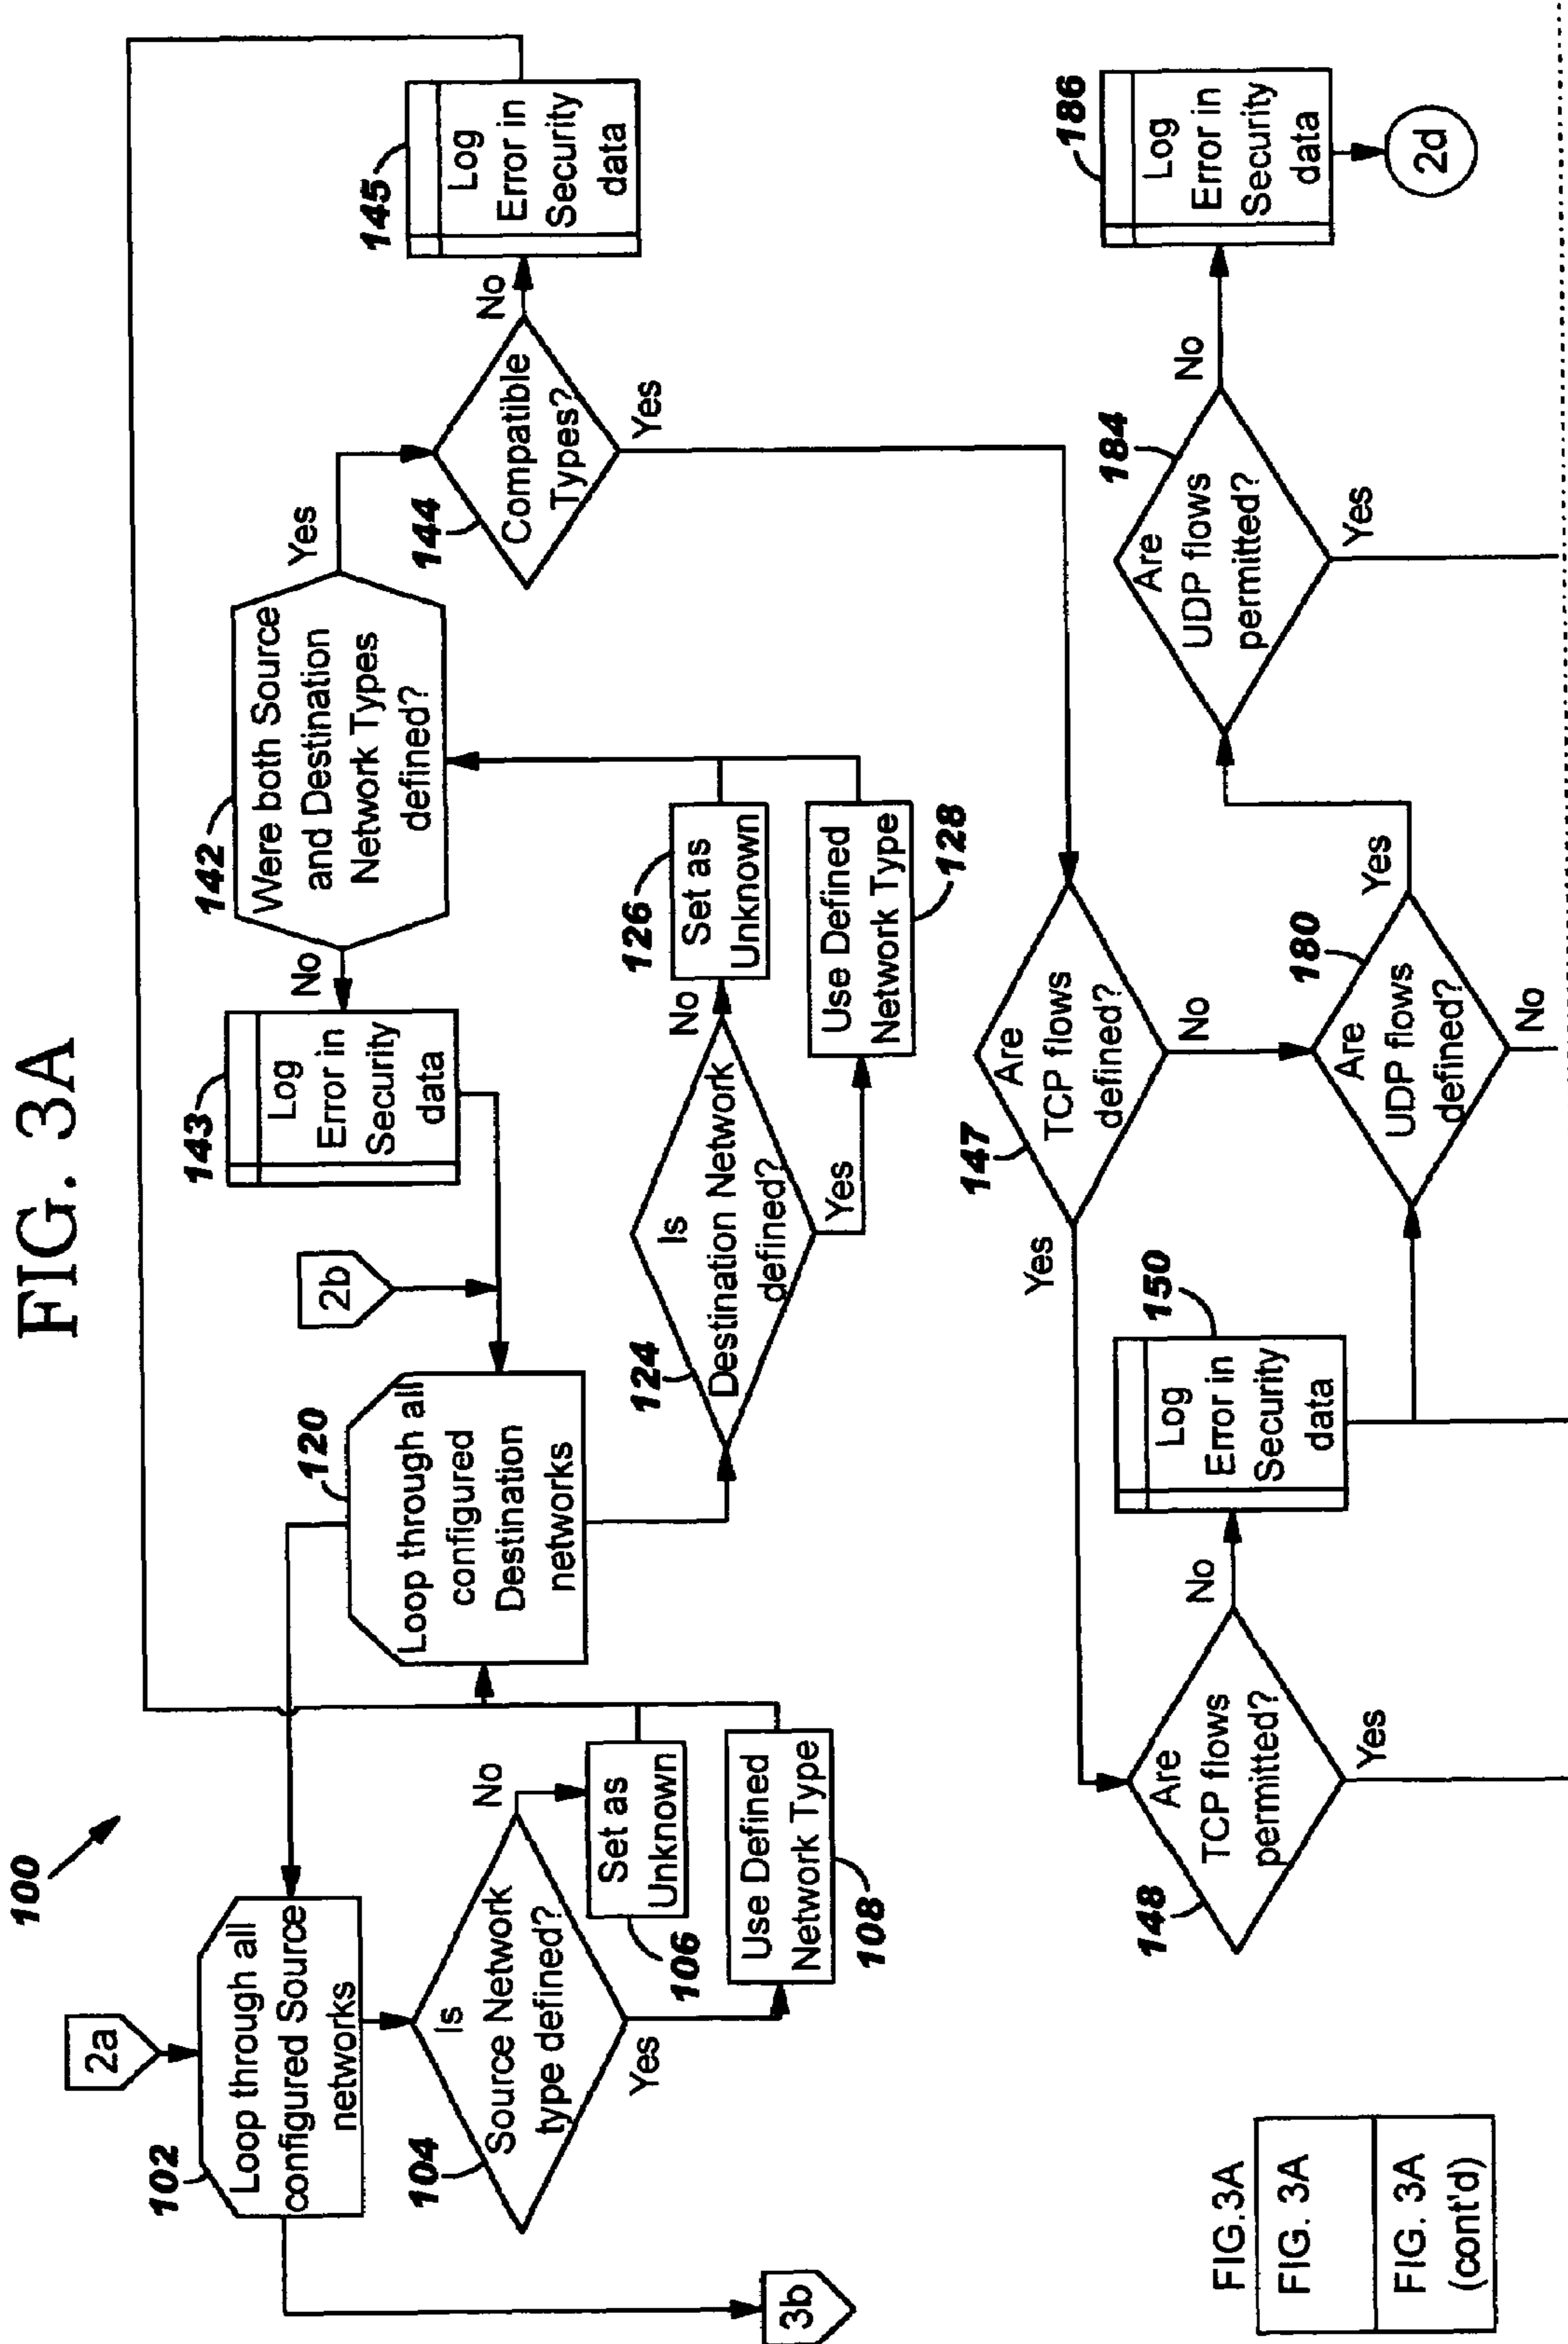 FIG. 3A
100
2a
102
Loop through all
configured Source
networks
3b
104
Is
Source Network
type defined?
No
Yes
106
Set as
Unknown
108
Use Defined
Network Type
120
Loop through all
configured
Destination
networks
2b
124
Is
Destination Network
defined?
No
Yes
126
Set as
Unknown
128
Use Defined
Network Type
142
Were both Source
and Destination
Network Types
defined?
No
Yes
143
Log
Error in
Security
data
144
Compatible
Types?
No
Yes
145
Log
Error in
Security
data
147
Are
TCP flows
defined?
Yes
No
148
Are
TCP flows
permitted?
No
Yes
150
Log
Error in
Security
data
180
Are
UDP flows
defined?
Yes
No
184
Are
UDP flows
permitted?
No
Yes
186
Log
Error in
Security
data
2d
FIG.3A
FIG. 3A
FIG. 3A
(cont'd)